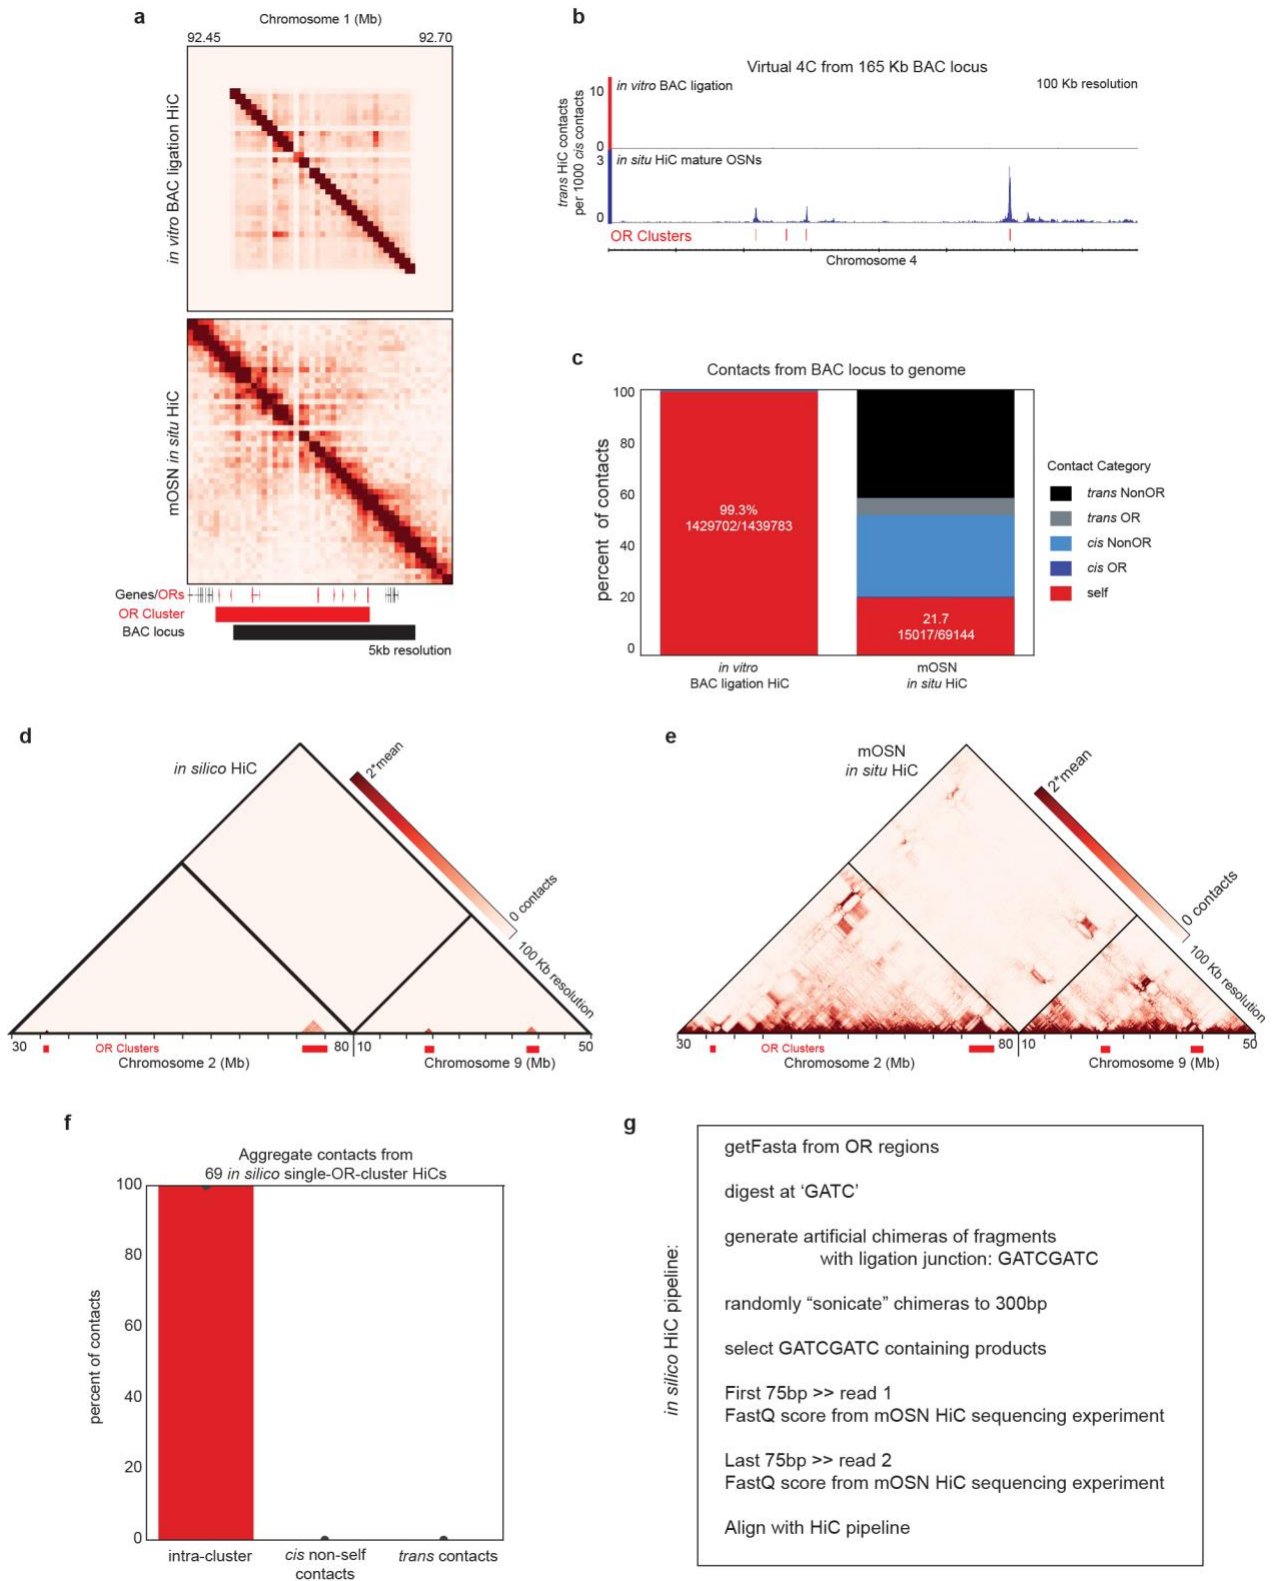 a
Chromosome 1 (Mb)
92.45 92.70
in vitro BAC ligation HiC
mOSN in situ HiC
Genes/ORs
OR Cluster
BAC locus
5kb resolution
b
Virtual 4C from 165 Kb BAC locus
trans HiC contacts
per 1000 cis contacts
10
in vitro BAC ligation
100 Kb resolution
0
3
in situ HiC mature OSNs
0
OR Clusters
Chromosome 4
c
Contacts from BAC locus to genome
percent of contacts
100
80
60
40
20
0
99.3%
1429702/1439783
21.7
15017/69144
in vitro
BAC ligation HiC
mOSN
in situ HiC
Contact Category
trans NonOR
trans OR
cis NonOR
cis OR
self
d
in silico HiC
2*mean
0 contacts
100 Kb resolution
30 80 10 50
OR Clusters
Chromosome 2 (Mb)
Chromosome 9 (Mb)
e
mOSN
in situ HiC
2*mean
0 contacts
100 Kb resolution
30 80 10 50
OR Clusters
Chromosome 2 (Mb)
Chromosome 9 (Mb)
f
Aggregate contacts from
69 in silico single-OR-cluster HiCs
percent of contacts
100
80
60
40
20
0
intra-cluster
cis non-self
contacts
trans contacts
g
in silico HiC pipeline:
getFasta from OR regions
digest at ‘GATC’
generate artificial chimeras of fragments
with ligation junction: GATCGATC
randomly “sonicate” chimeras to 300bp
select GATCGATC containing products
First 75bp >> read 1
FastQ score from mOSN HiC sequencing experiment
Last 75bp >> read 2
FastQ score from mOSN HiC sequencing experiment
Align with HiC pipeline